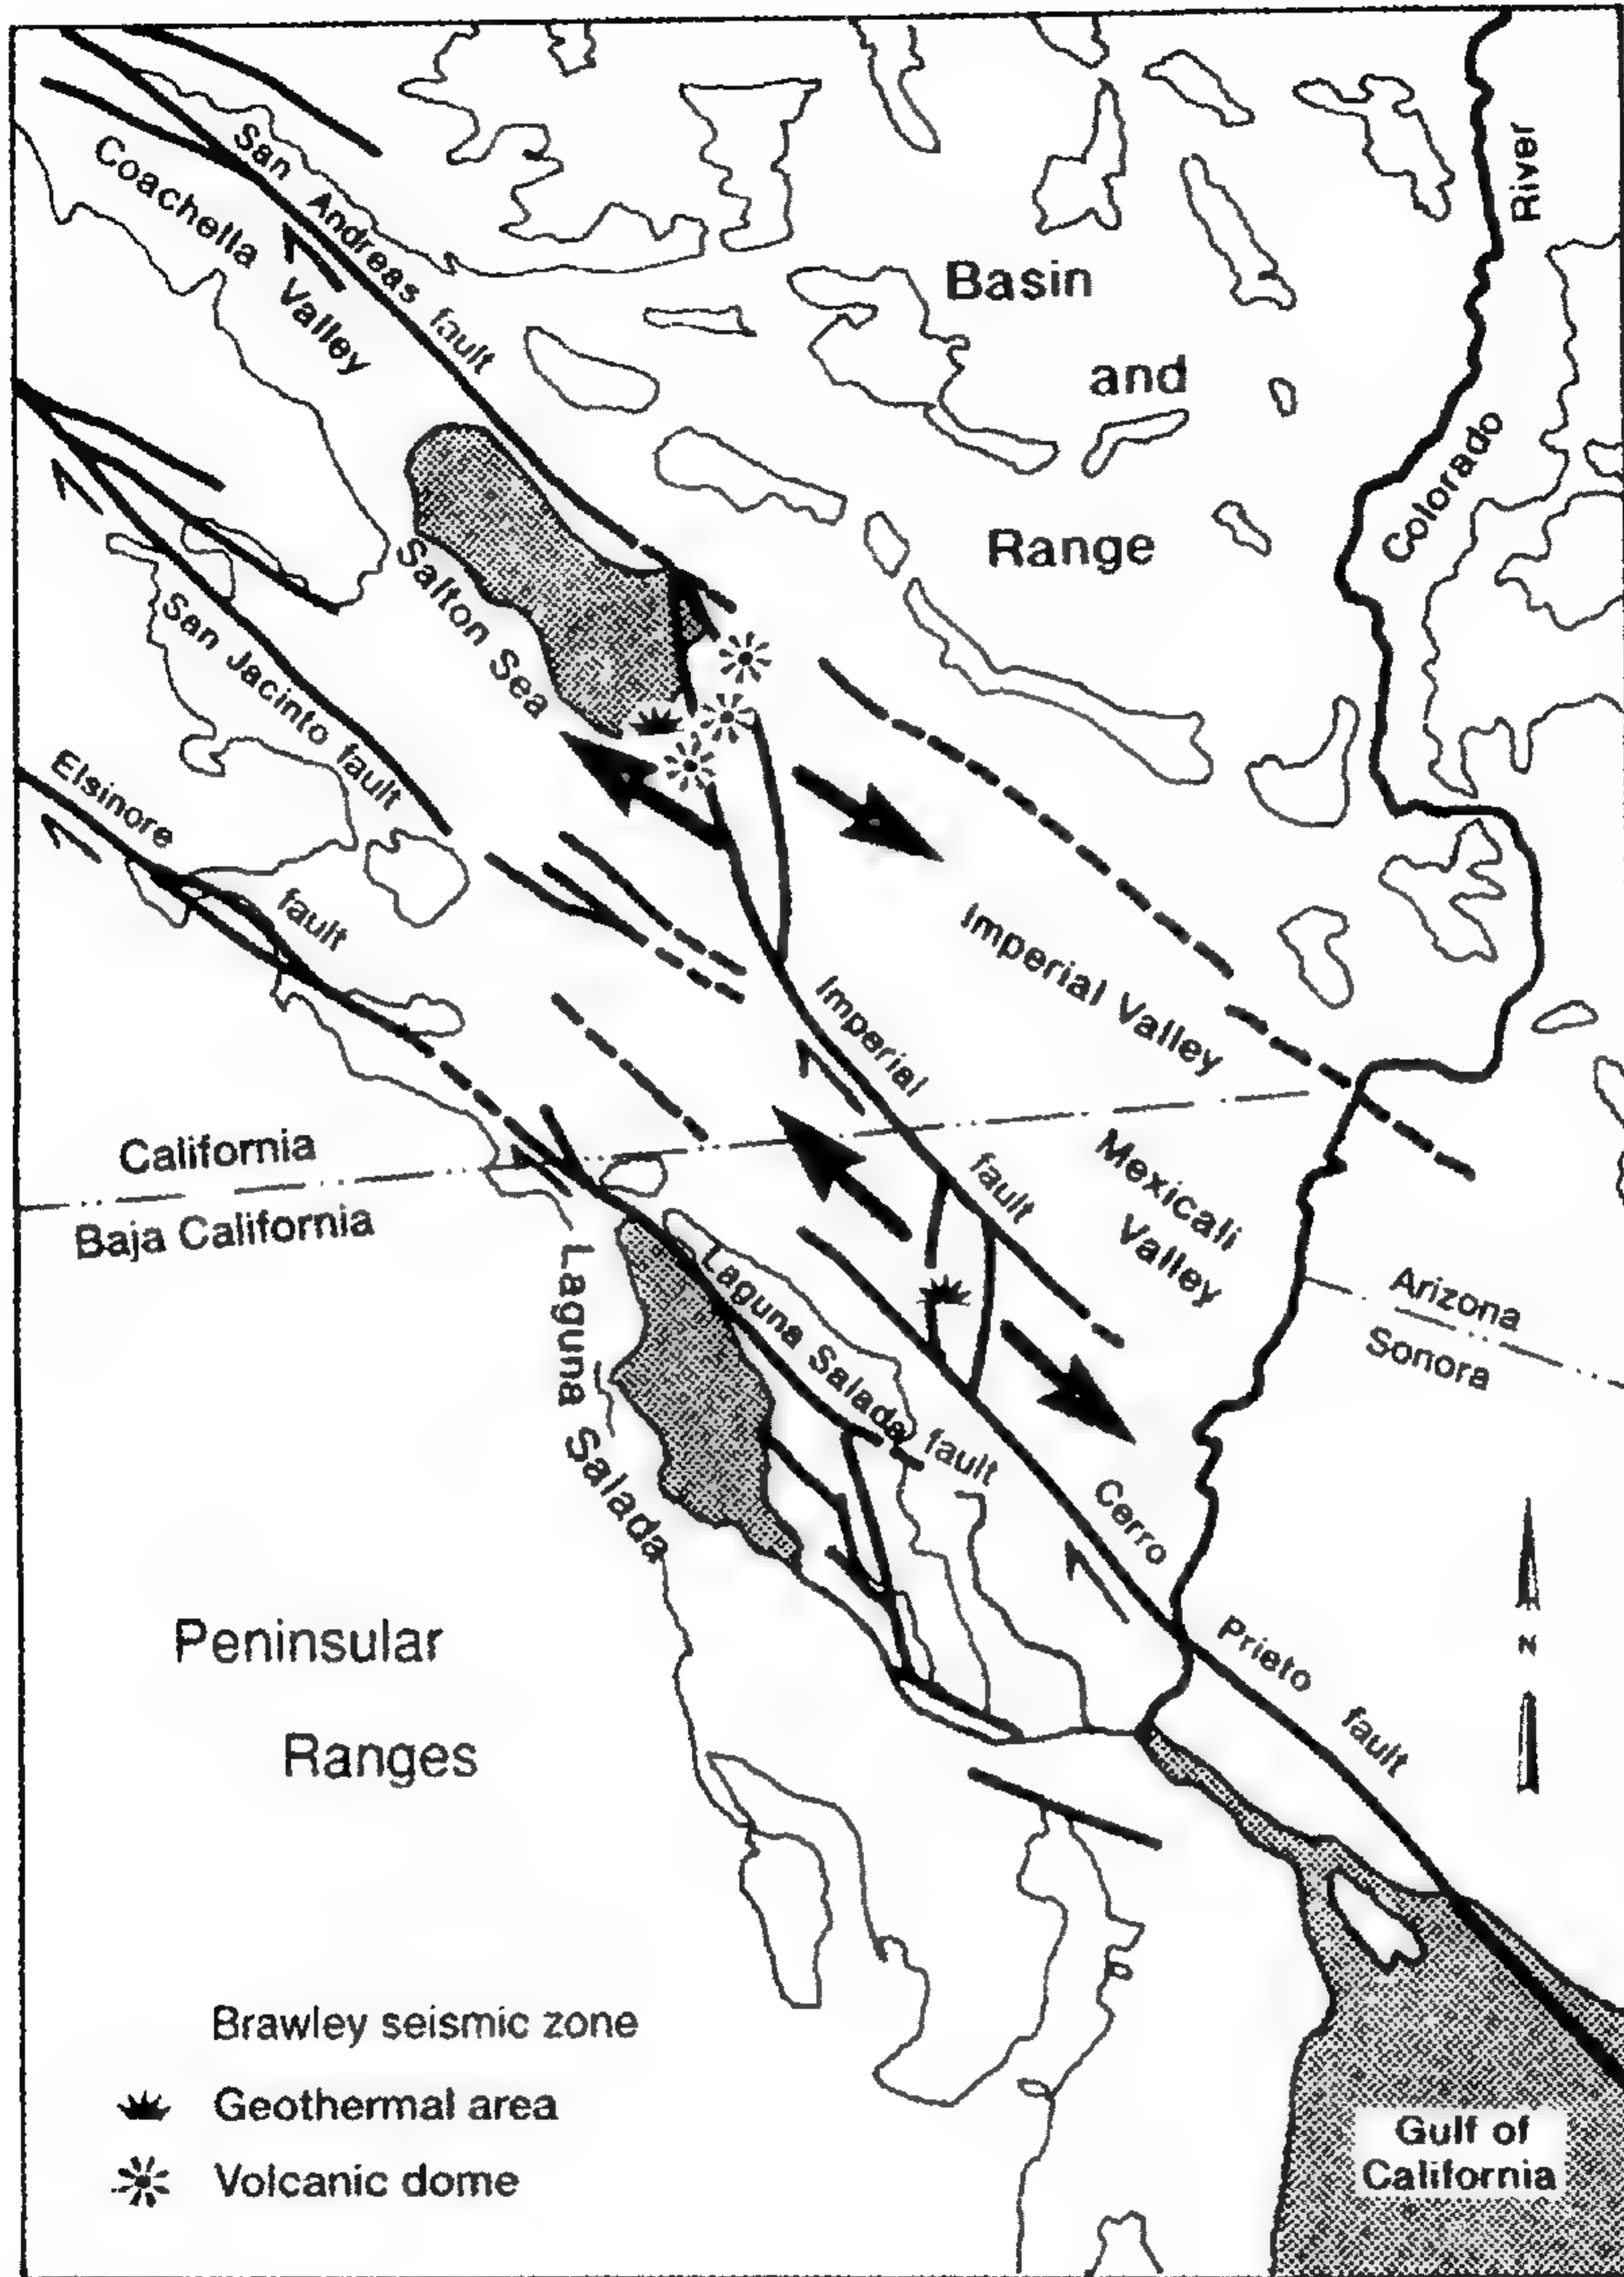 San Andreas fault
Coachella
Valley
River
Basin
and
Range
Colorado
Salton Sea
San Jacinto fault
Elsinore
fault
Imperial Valley
Imperial
fault
California
Baja California
Mexicali
Valley
Arizona
Sonora
Laguna Salada
Laguna Salada fault
Cerro
Prieto
fault
N
Peninsular
Ranges
Brawley seismic zone
Geothermal area
Volcanic dome
Gulf of
California